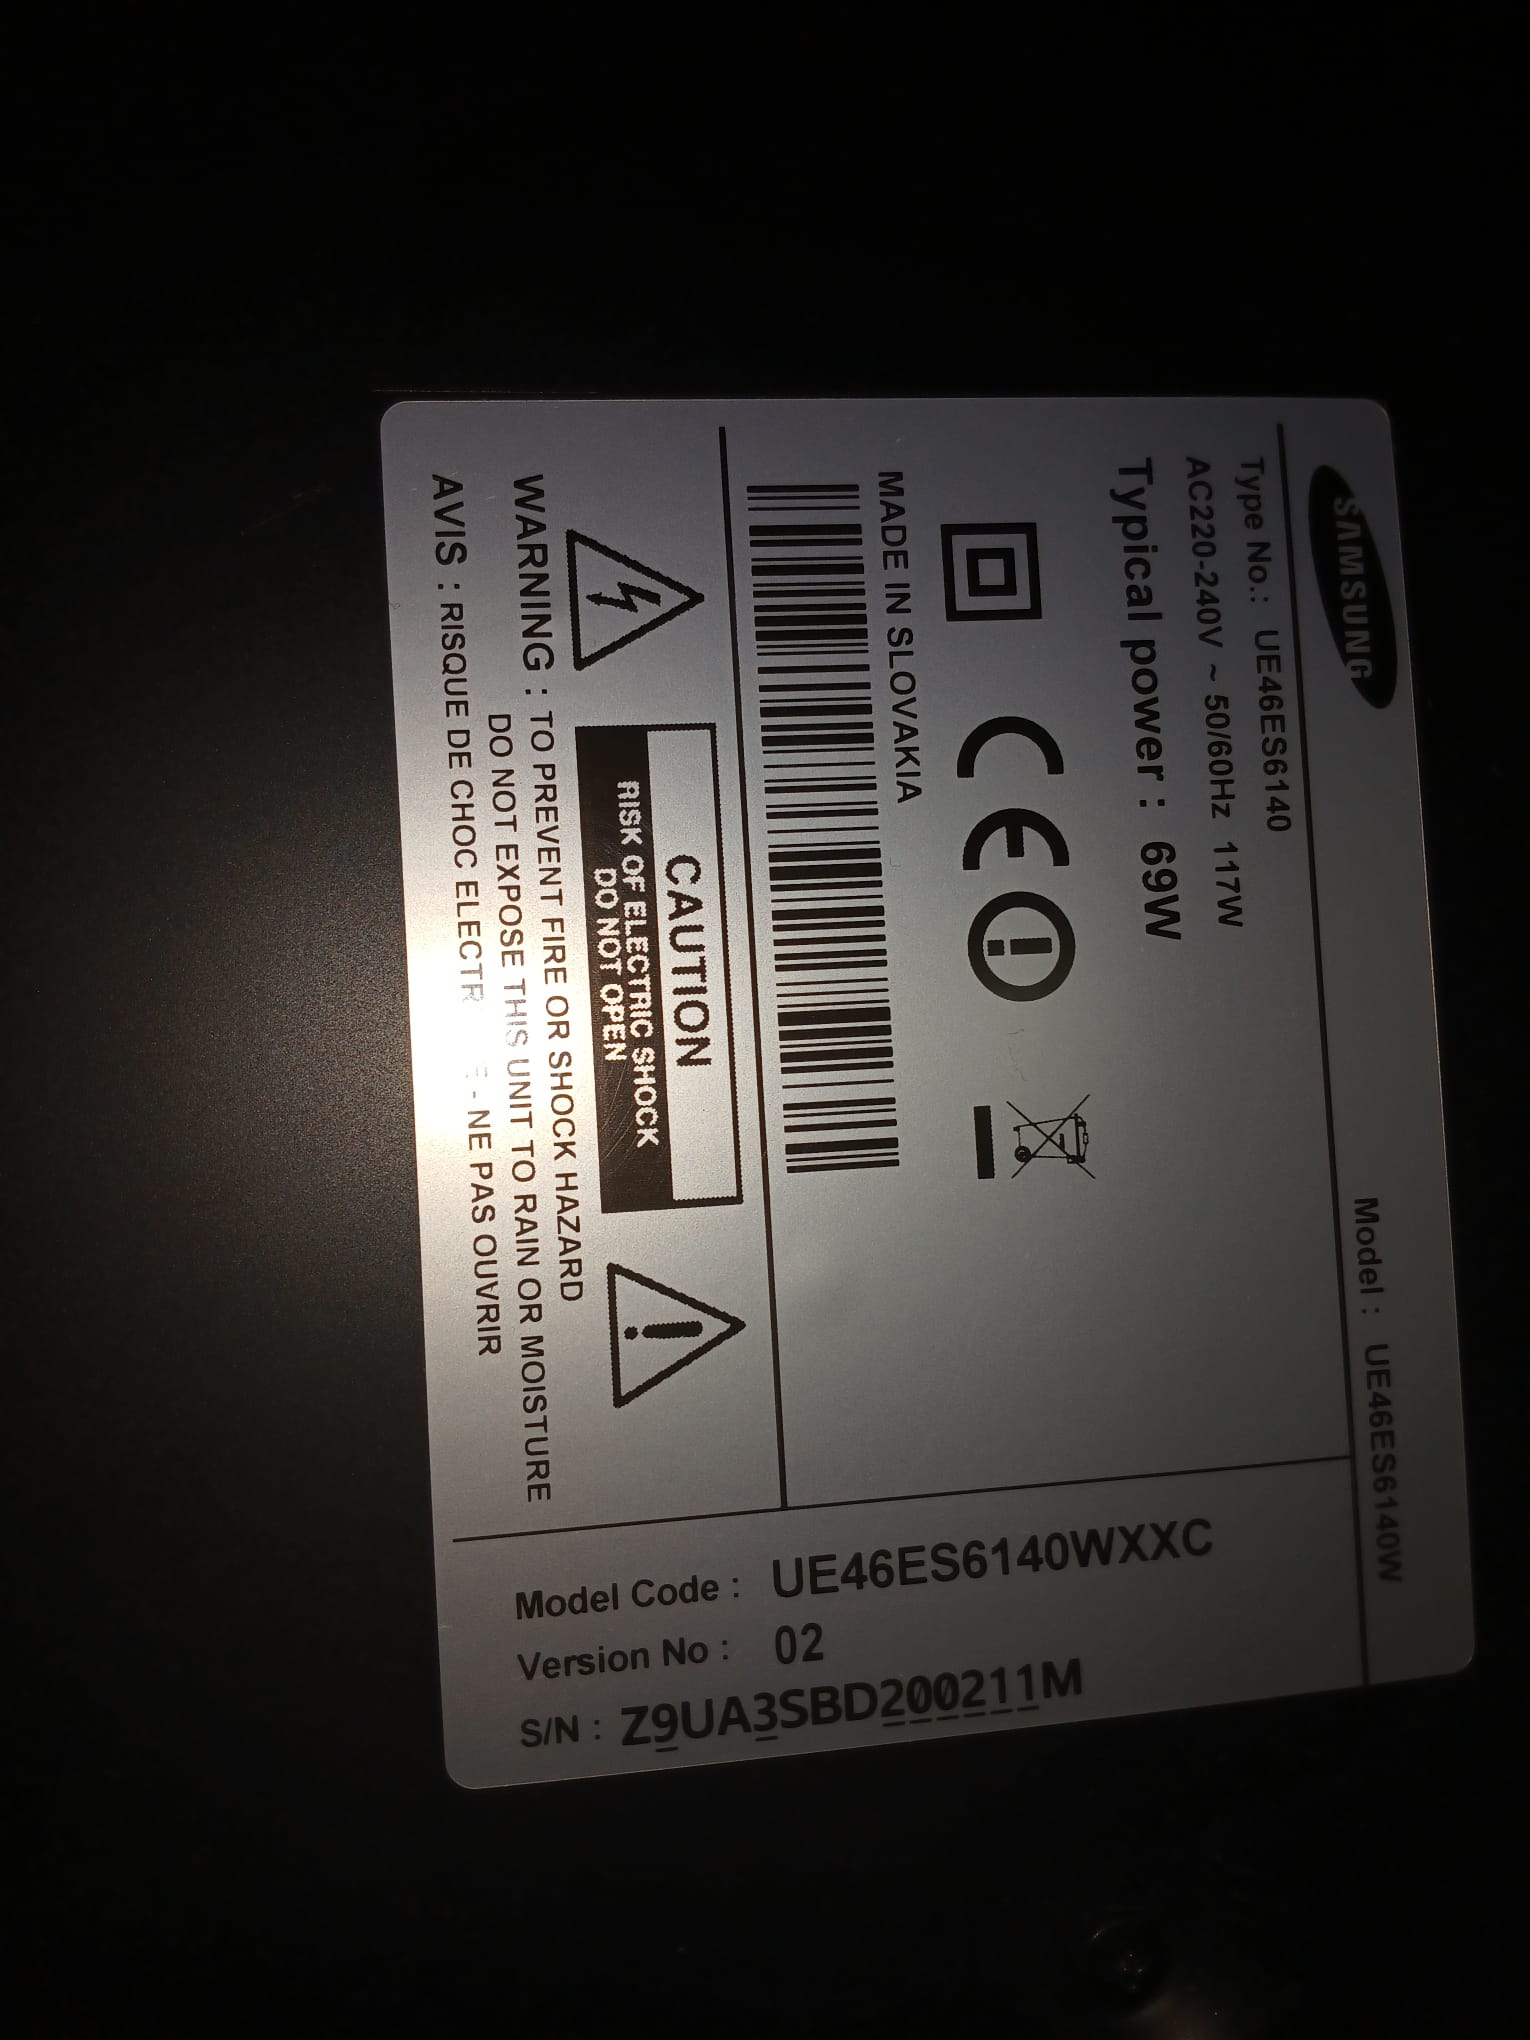 SAMSUNG
Model : UE46ES6140W
Type No.: UE46ES6140
AC220-240V ~ 50/60Hz 117W
Typical power : 69W
CE
MADE IN SLOVAKIA
CAUTION
RISK OF ELECTRIC SHOCK
DO NOT OPEN
WARNING : TO PREVENT FIRE OR SHOCK HAZARD
DO NOT EXPOSE THIS UNIT TO RAIN OR MOISTURE
AVIS : RISQUE DE CHOC - NE PAS OUVRIR
Model Code : UE46ES6140WXXC
Version No : 02
S/N : Z9UA3SBD200211M